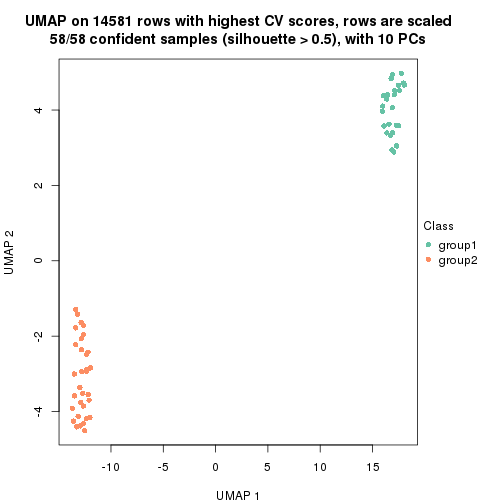 UMAP on 14581 rows with highest CV scores, rows are scaled
58/58 confident samples (silhouette > 0.5), with 10 PCs
4
2
0
-2
-4
UMAP 2
Class
group1
group2
-10
-5
0
5
10
15
UMAP 1